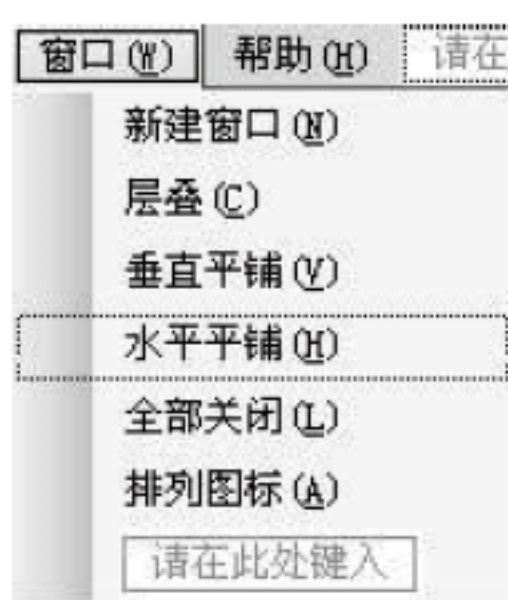 窗口(W) 帮助(H) 请在
新建窗口(N)
层叠(C)
垂直平铺(V)
水平平铺(H)
全部关闭(L)
排列图标(A)
请在此处键入